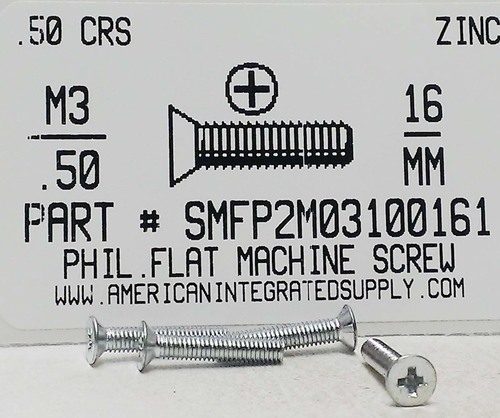 .50 CRS ZINC
M3 16
.50 MM
PART # SMFP2M03100161
PHIL.FLAT MACHINE SCREW
WWW.AMERICANINTEGRATEDSUPPLY.COM